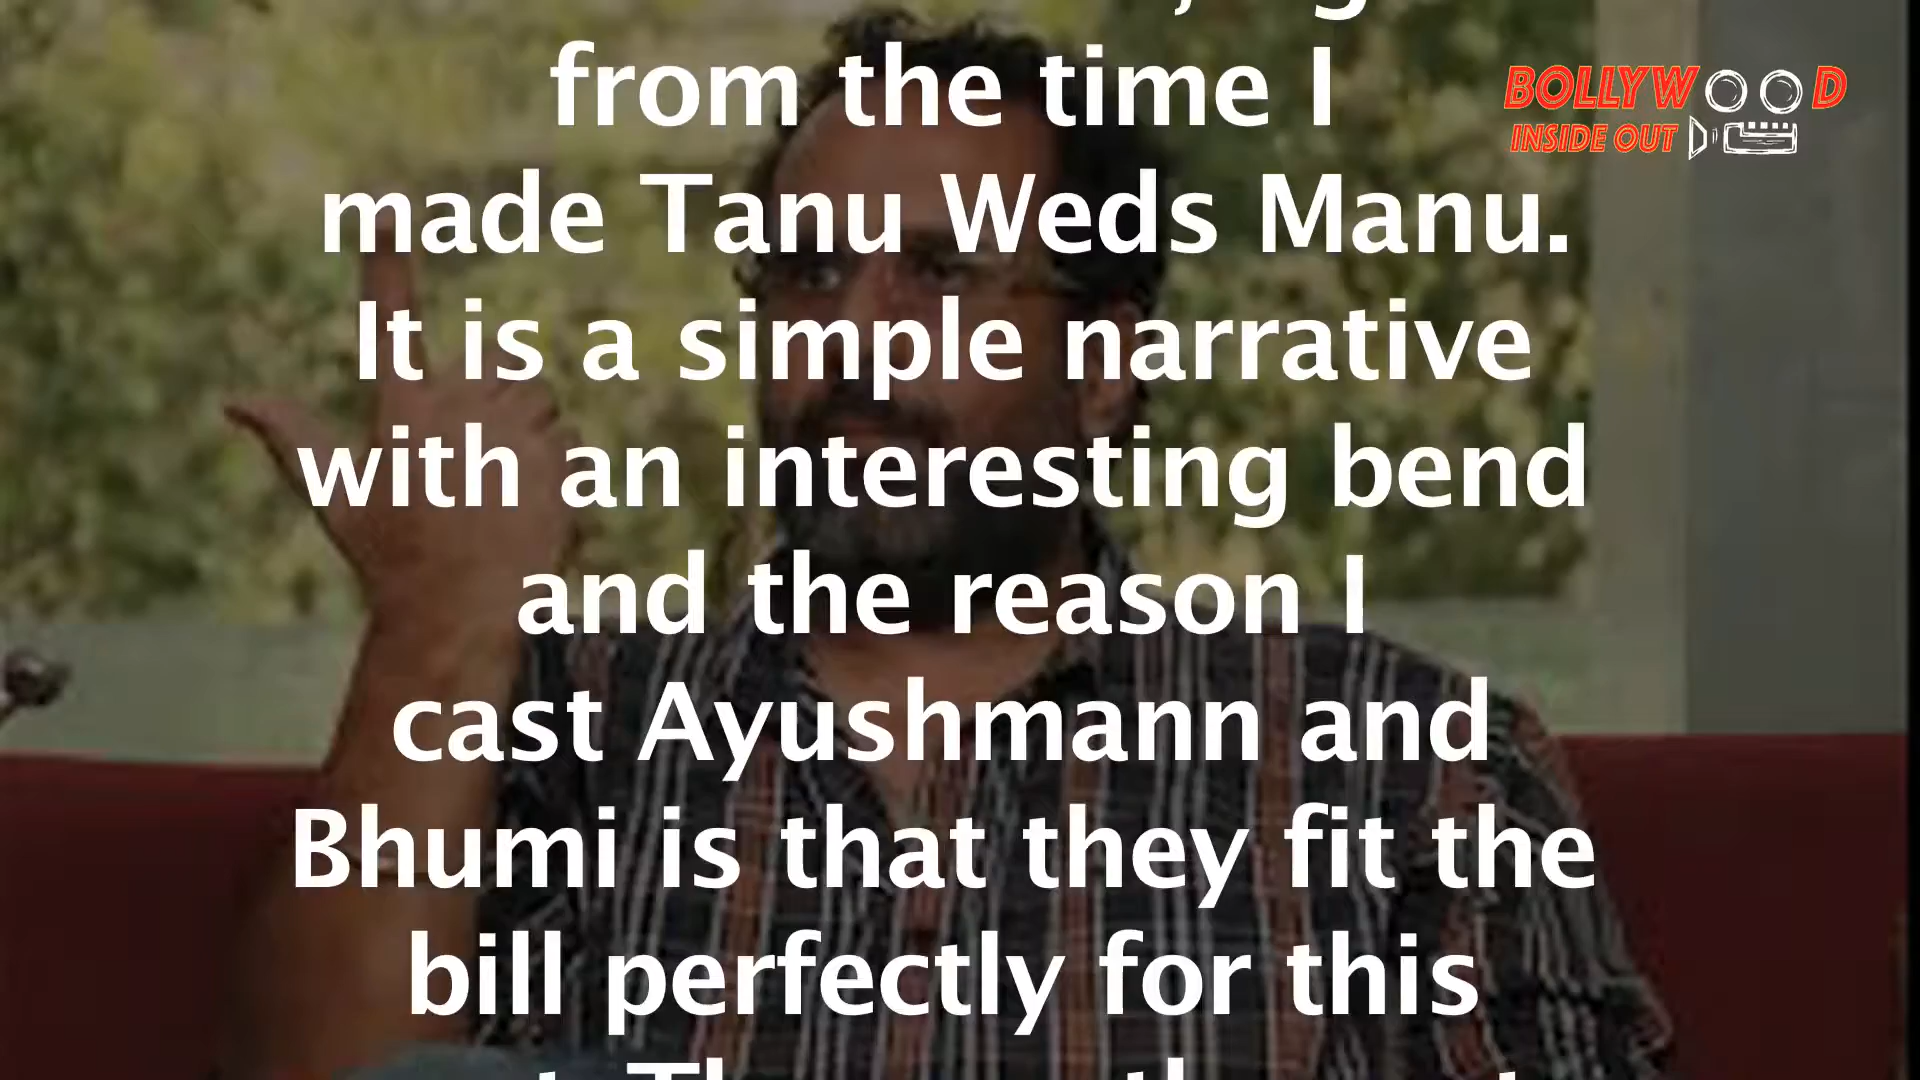 from the time I
made Tanu Weds Manu.
It is a simple narrative
with an interesting bend
and the reason I
cast Ayushmann and
Bhumi is that they fit the
bill perfectly for this
BOLLYWOOD
INSIDE OUT